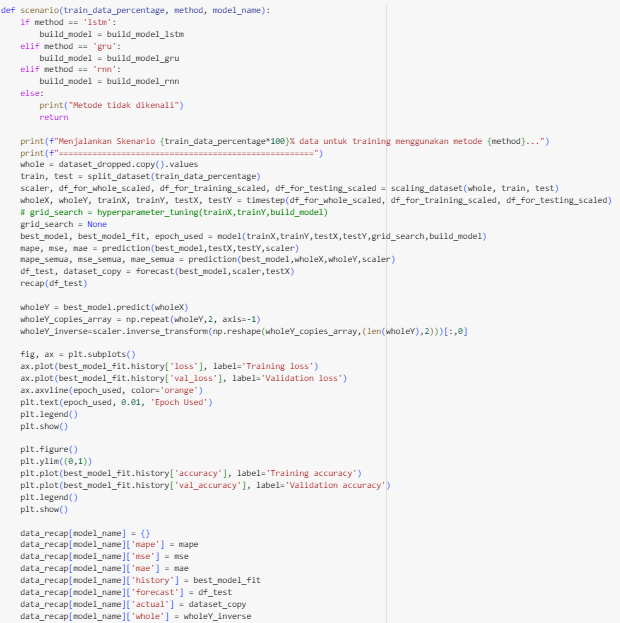 def scenario(train_data_percentage, method, model_name):
    if method == 'lstm':
        build_model = build_model_lstm
    elif method == 'gru':
        build_model = build_model_gru
    elif method == 'rnn':
        build_model = build_model_rnn
    else:
        print("Metode tidak dikenali")
        return

    print(f"Menjalankan Skenario {train_data_percentage*100}% data untuk training menggunakan metode {method}...")
    print(f"=====================================================")
    whole = dataset_dropped.copy().values
    train, test = split_dataset(train_data_percentage)
    scaler, df_for_whole_scaled, df_for_training_scaled, df_for_testing_scaled = scaling_dataset(whole, train, test)
    wholeX, wholeY, trainX, trainY, testX, testY = timestep(df_for_whole_scaled, df_for_training_scaled, df_for_testing_scaled)
    # grid_search = hyperparameter_tuning(trainX,trainY,build_model)
    grid_search = None
    best_model, best_model_fit, epoch_used = model(trainX,trainY,testX,testY,grid_search,build_model)
    mape, mse, mae = prediction(best_model,testX,testY,scaler)
    mape_semua, mse_semua, mae_semua = prediction(best_model,wholeX,wholeY,scaler)
    df_test, dataset_copy = forecast(best_model,scaler,testX)
    recap(df_test)

    wholeY = best_model.predict(wholeX)
    wholeY_copies_array = np.repeat(wholeY,2, axis=-1)
    wholeY_inverse=scaler.inverse_transform(np.reshape(wholeY_copies_array,(len(wholeY),2)))[:,0]

    fig, ax = plt.subplots()
    ax.plot(best_model_fit.history['loss'], label='Training loss')
    ax.plot(best_model_fit.history['val_loss'], label='Validation loss')
    ax.axvline(epoch_used, color='orange')
    plt.text(epoch_used, 0.01, 'Epoch Used')
    plt.legend()
    plt.show()

    plt.figure()
    plt.ylim((0,1))
    plt.plot(best_model_fit.history['accuracy'], label='Training accuracy')
    plt.plot(best_model_fit.history['val_accuracy'], label='Validation accuracy')
    plt.legend()
    plt.show()

    data_recap[model_name] = {}
    data_recap[model_name]['mape'] = mape
    data_recap[model_name]['mse'] = mse
    data_recap[model_name]['mae'] = mae
    data_recap[model_name]['history'] = best_model_fit
    data_recap[model_name]['forecast'] = df_test
    data_recap[model_name]['actual'] = dataset_copy
    data_recap[model_name]['whole'] = wholeY_inverse